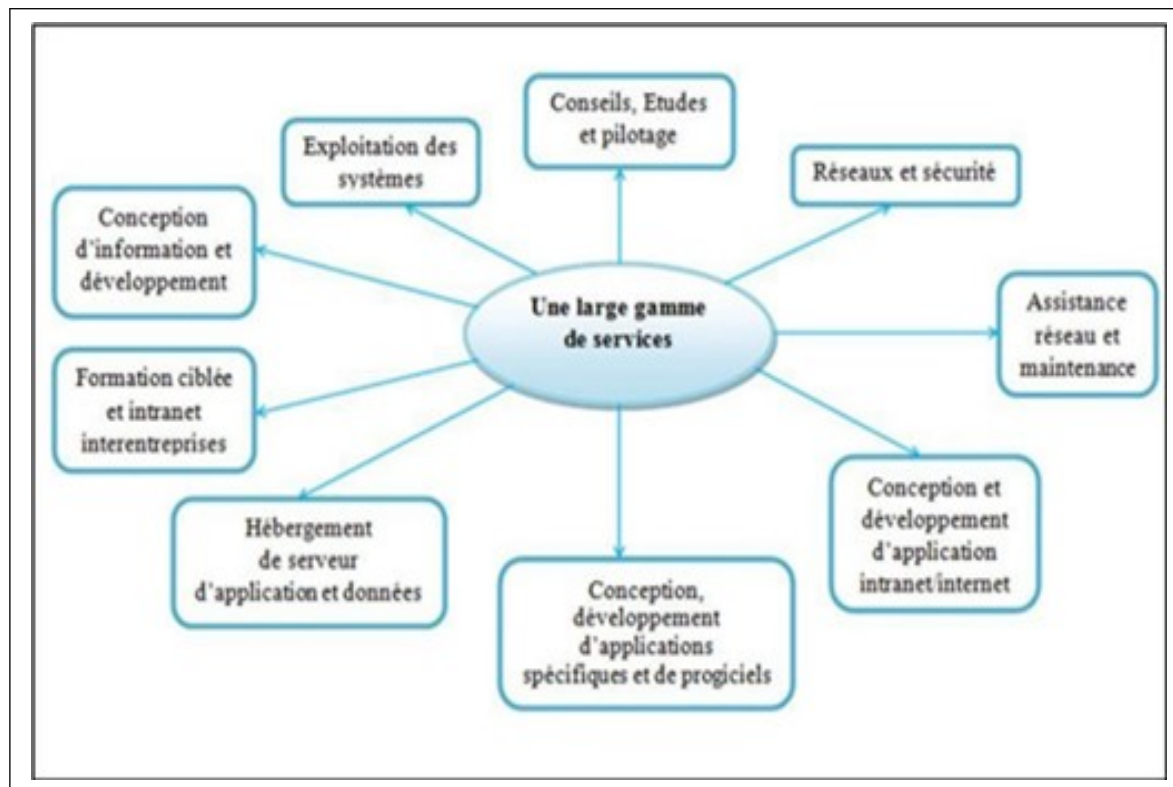 Conseils, Etudes
et pilotage
Exploitation des
systèmes
Réseaux et sécurité
Conception
d'information et
développement
Une large gamme
de services
Assistance
réseau et
maintenance
Formation ciblée
et intranet
interentreprises
Hébergement
de serveur
d'application et données
Conception,
développement
d'applications
spécifiques et de progiciels
Conception et
développement
d'application
intranet/internet